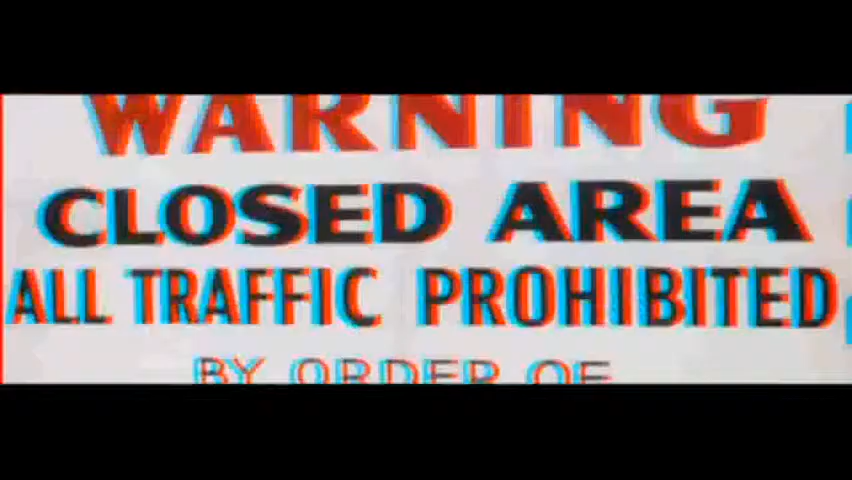 WARNING
CLOSED AREA
ALL TRAFFIC PROHIBITED
BY ORDER OF